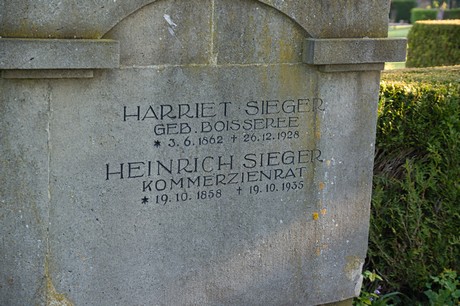 HARRIET SIEGER
GEB. BOISSEREE
* 3.6.1862 + 26.12.1928
HEINRICH SIEGER
KOMMERZIENRAT
* 19.10.1858 + 19.10.1935